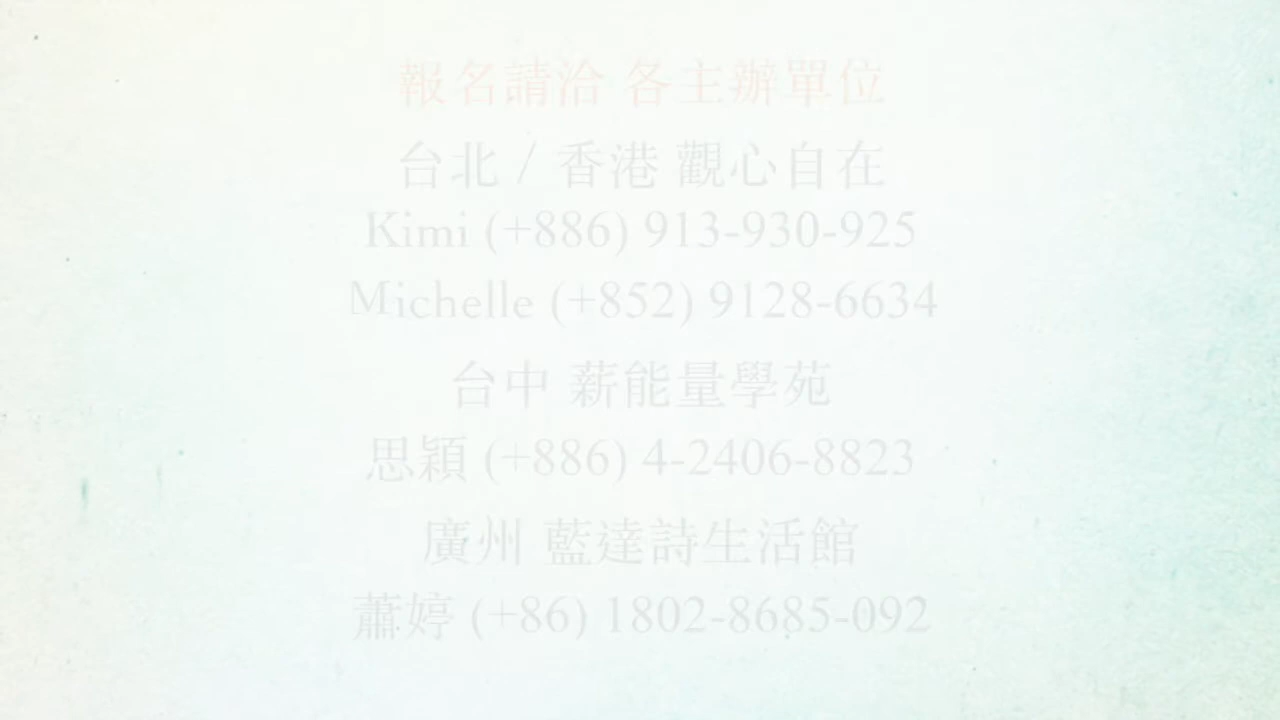 報名請洽 各主辦單位
台北 / 香港 觀心自在
Kimi (+886) 913-930-925
Michelle (+852) 9128-6634
台中 薪能量學苑
思穎 (+886) 4-2406-8823
廣州 藍達詩生活館
蕭婷 (+86) 1802-8685-092